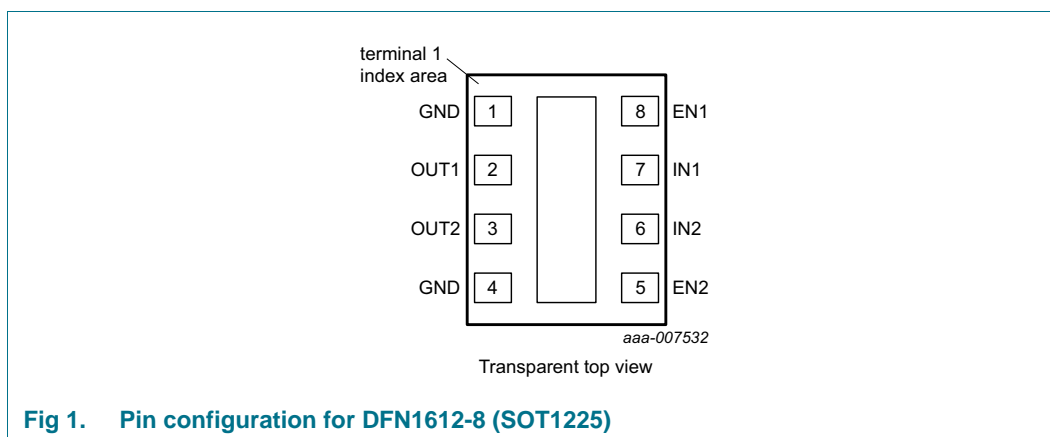 terminal 1
index area
GND 1 8 EN1
OUT1 2 7 IN1
OUT2 3 6 IN2
GND 4 5 EN2
aaa-007532
Transparent top view
Fig 1. Pin configuration for DFN1612-8 (SOT1225)